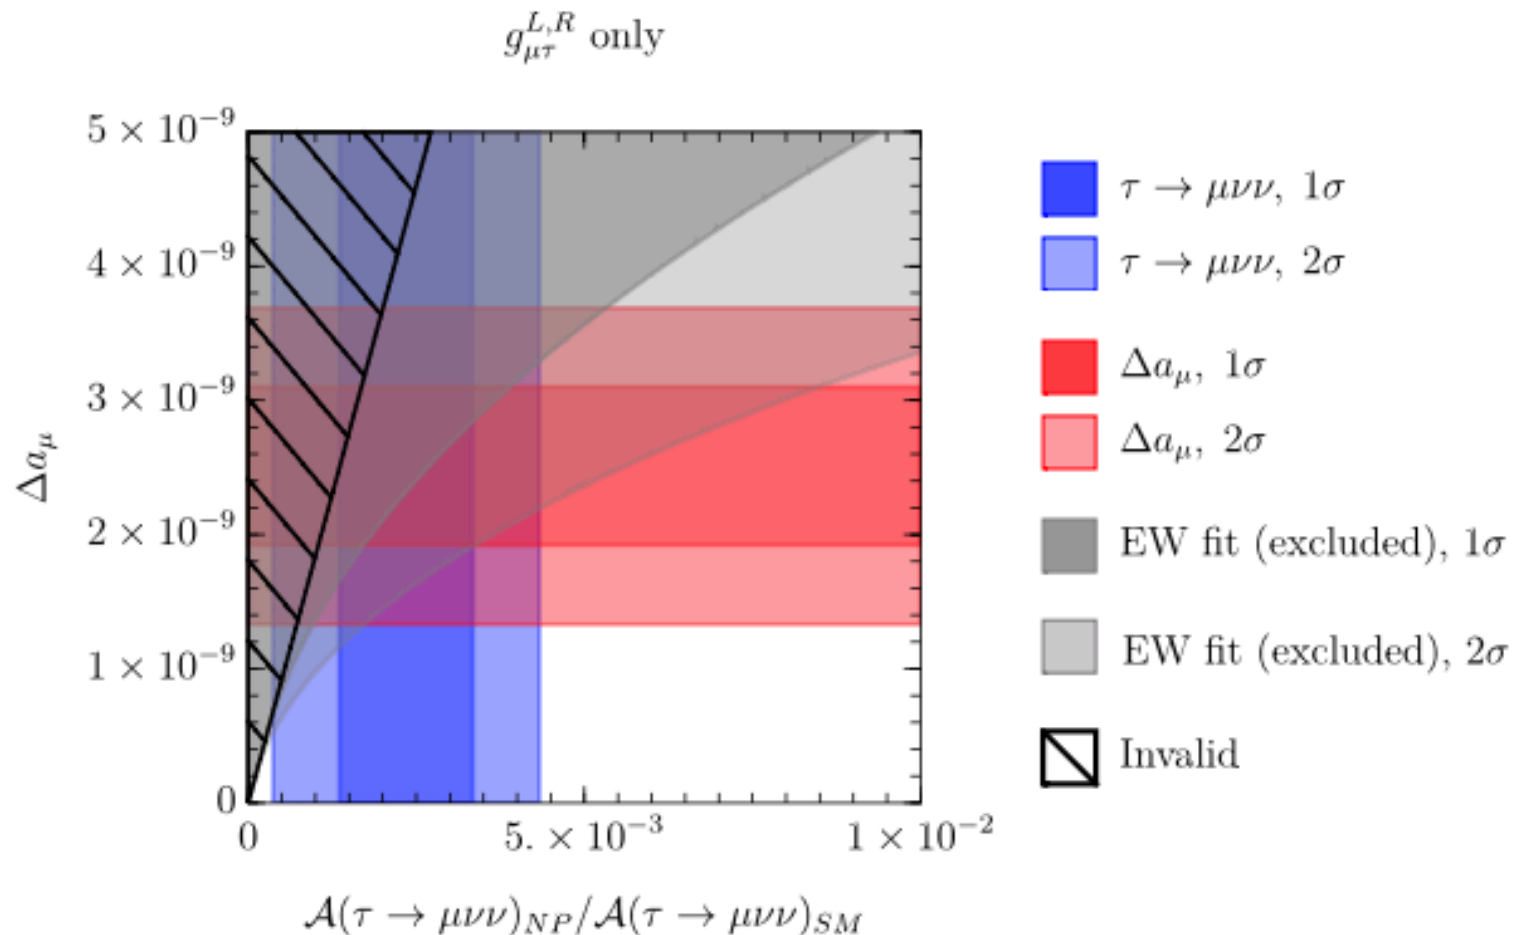 g_{μτ}^{L,R} only
5 × 10⁻⁹
4 × 10⁻⁹
3 × 10⁻⁹
2 × 10⁻⁹
1 × 10⁻⁹
0
Δa_μ
0
5. × 10⁻³
1 × 10⁻²
𝒜(τ → μνν)_{NP}/𝒜(τ → μνν)_{SM}
τ → μνν, 1σ
τ → μνν, 2σ
Δa_μ, 1σ
Δa_μ, 2σ
EW fit (excluded), 1σ
EW fit (excluded), 2σ
Invalid